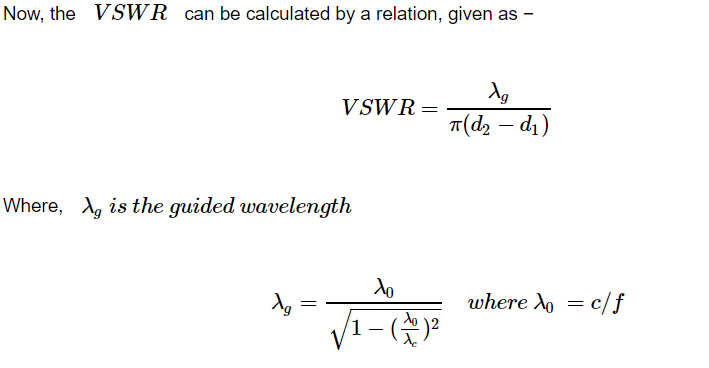 Now, the VSWR can be calculated by a relation, given as −
VSWR = λg / π(d₂ − d₁)
Where, λg is the guided wavelength
λg = λ₀ / √(1 − (λ₀/λc)²) where λ₀ = c/f